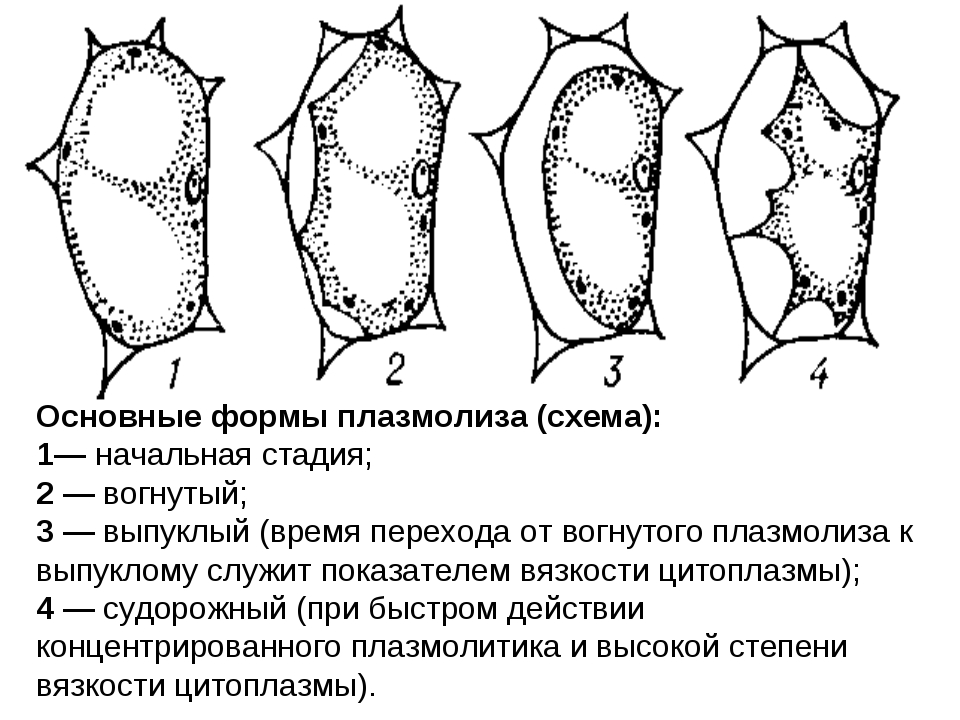 1 2 3 4
Основные формы плазмолиза (схема):
1— начальная стадия;
2 — вогнутый;
3 — выпуклый (время перехода от вогнутого плазмолиза к
выпуклому служит показателем вязкости цитоплазмы);
4 — судорожный (при быстром действии
концентрированного плазмолитика и высокой степени
вязкости цитоплазмы).